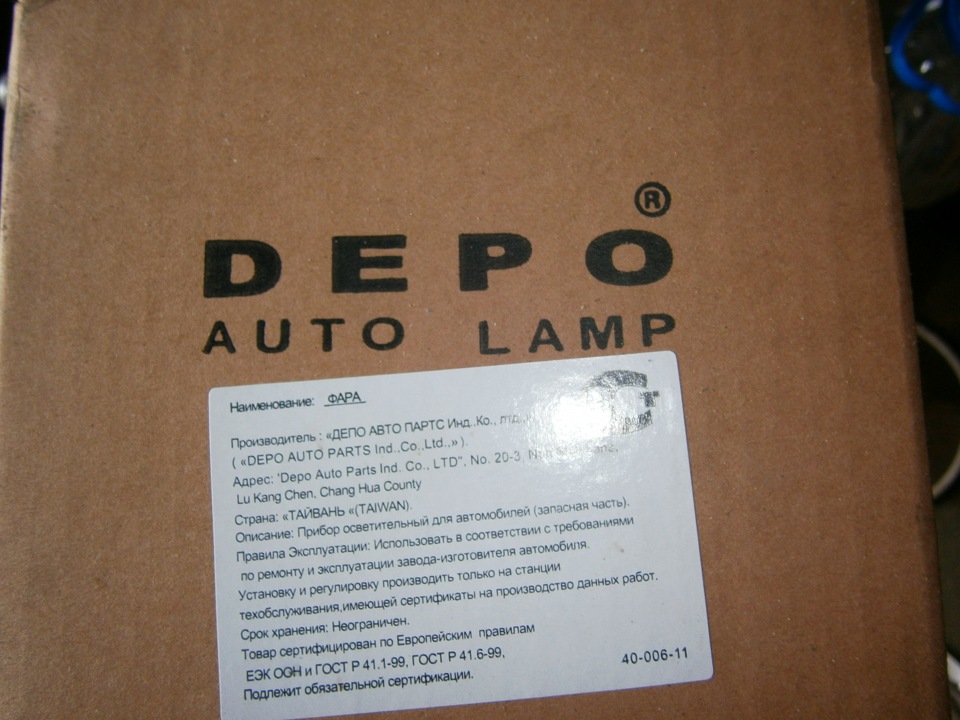 ®
DEPO
AUTO LAMP
Наименование: ФАРА
Производитель : «ДЕПО АВТО ПАРТС Инд.,Ко., лтд.,
( «DEPO AUTO PARTS Ind.,Co.,Ltd.,» ).
Адрес: 'Depo Auto Parts Ind. Co., LTD", No. 20-3,
Lu Kang Chen, Chang Hua County
Страна: «ТАЙВАНЬ «(TAIWAN).
Описание: Прибор осветительный для автомобилей (запасная часть).
Правила Эксплуатации: Использовать в соответствии с требованиями
по ремонту и эксплуатации завода-изготовителя автомобиля.
Установку и регулировку производить только на станции
техобслуживания,имеющей сертификаты на производство данных работ.
Срок хранения: Неограничен.
Товар сертифицирован по Европейским правилам
ЕЭК ООН и ГОСТ Р 41.1-99, ГОСТ Р 41.6-99,
Подлежит обязательной сертификации.
40-006-11